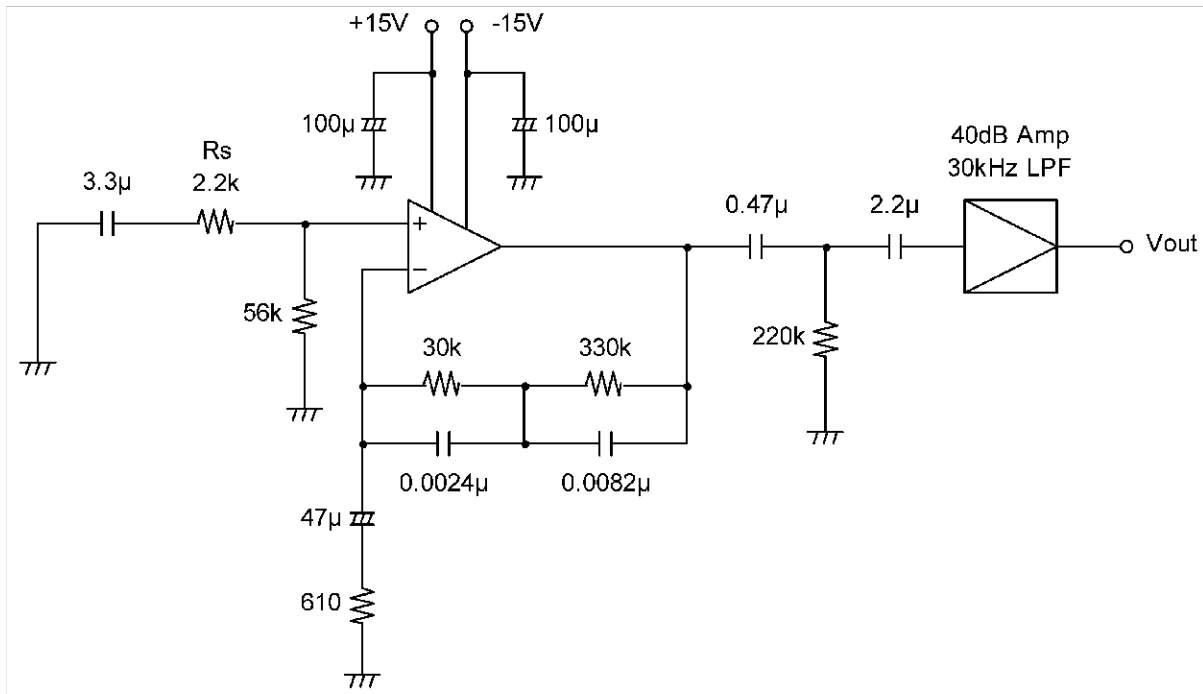 +15V
-15V
100µ
100µ
40dB Amp
30kHz LPF
Rs
2.2k
3.3µ
0.47µ
2.2µ
+
−
Vout
56k
30k
330k
220k
0.0024µ
0.0082µ
47µ
610